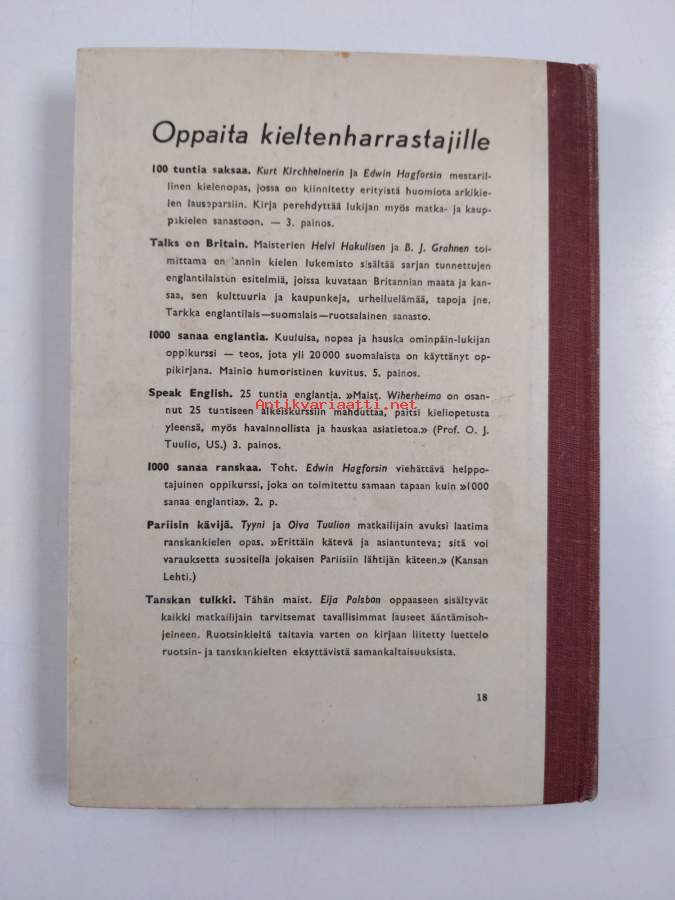 Oppaita kieltenharrastajille
100 tuntia saksaa. Kurt Kirchheinerin ja Edwin Hagforsin mestaril-
linen kielenopas, jossa on kiinnitetty erityistä huomiota arkikie-
len lauseparsiin. Kirja perehdyttää lukijan myös matka- ja kaup-
pakielen sanastoon. — 3. painos.
Talks on Britain. Maisterien Helvi Hakulisen ja B. J. Grahnen toi-
mittama englannin kielen lukemisto sisältää sarjan tunnettujen
englantilaisten esitelmiä, joissa kuvataan Britannian maata ja kan-
saa, sen kulttuuria ja kaupunkeja, urheiluelämää, tapoja jne.
Tarkka englantilais—suomalais—ruotsalainen sanasto.
1000 sanaa englantia. Kuuluisa, nopea ja hauska ominpäin-lukijan
oppikurssi — teos, jota yli 20 000 suomalaista on käyttänyt op-
pikirjana. Mainio humoristinen kuvitus. 5. painos.
Speak English. 25 tuntia englantia. »Maist. Wiherheimo on osan-
Antikvariaatti.net
nut 25 tuntiseen alkeiskurssiin mahduttaa, paitsi kieliopetusta
yleensä, myös havainnollista ja hauskaa asiatietoa.» (Prof. O. J.
Tuulio, US.) 3. painos.
1000 sanaa ranskaa. Toht. Edwin Hagforsin viehättävä helppo-
tajuinen oppikurssi, joka on toimitettu samaan tapaan kuin »1000
sanaa englantia». 2. p.
Pariisin kävijä. Tyyni ja Oiva Tuulion matkailijain avuksi laatima
ranskankielen opas. »Erittäin kätevä ja asiantunteva; sitä voi
varauksetta suositella jokaisen Pariisiin lähtijän käteen.» (Kansan
Lehti.)
Tanskan tulkki. Tähän maist. Eija Palsbon oppaaseen sisältyvät
kaikki matkailijain tarvitsemat tavallisimmat lauseet ääntämisoh-
jeineen. Ruotsinkieltä taitavia varten on kirjaan liitetty luettelo
ruotsin- ja tanskankielten eksyttävistä samankaltaisuuksista.
18